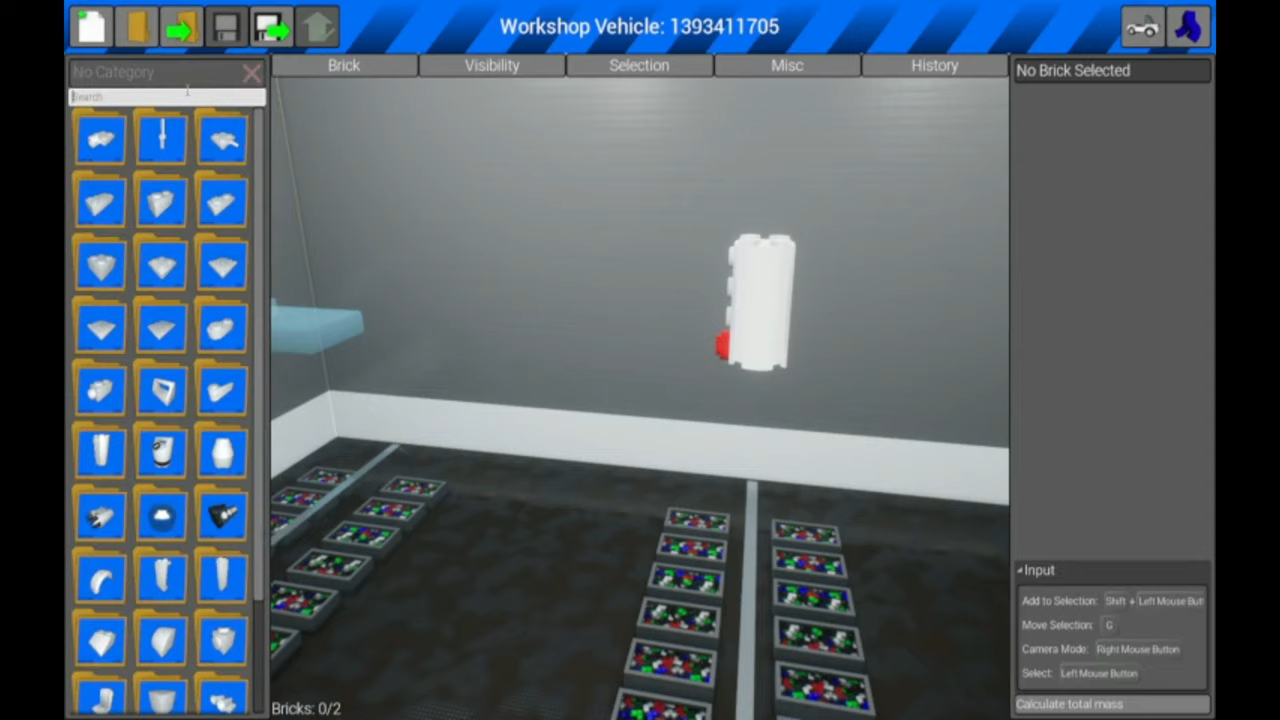 Workshop Vehicle: 1393411705
No Category
Search
Brick
Visibility
Selection
Misc
History
No Brick Selected
Input
Add to Selection: Shift + Left Mouse Butt
Move Selection: G
Camera Mode: Right Mouse Button
Select: Left Mouse Button
Calculate total mass
Bricks: 0/2